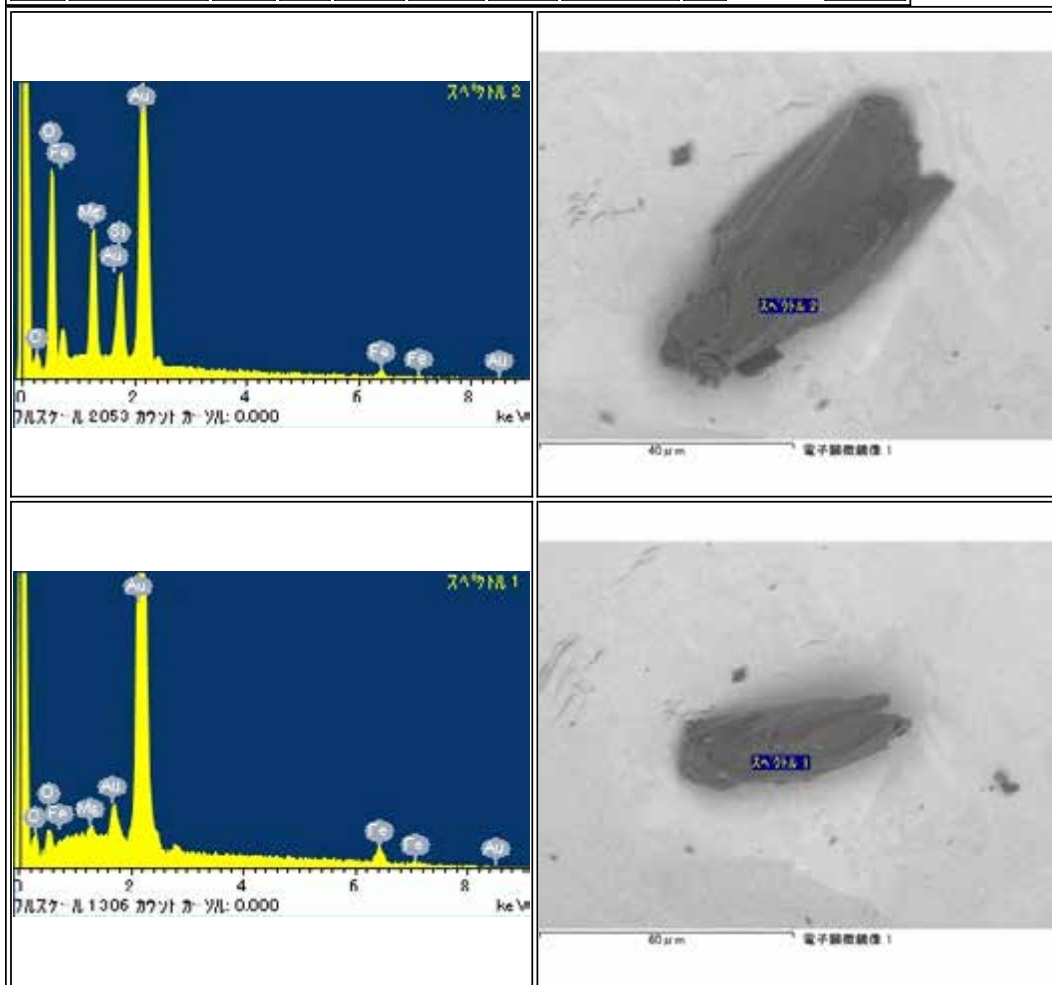 スペクトル 2
Au
O
Fe
Mg
Si
Au
C
Fe
Fe
Au
0 2 4 6 8
フルスケール 2053 カウント カーソル: 0.000 keV
スペクトル 2
40μm 電子顕微鏡像 1
スペクトル 1
Au
O
Au
C
Fe
Mg
Fe
Fe
Au
0 2 4 6 8
フルスケール 1306 カウント カーソル: 0.000 keV
スペクトル 1
60μm 電子顕微鏡像 1